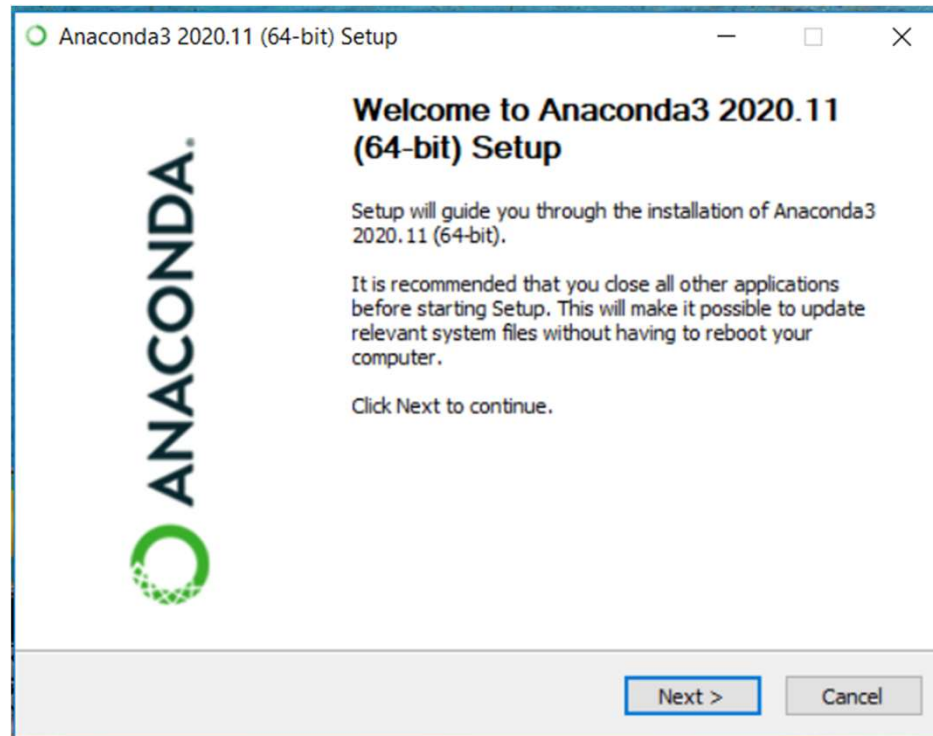 Anaconda3 2020.11 (64-bit) Setup
ANACONDA.
Welcome to Anaconda3 2020.11
(64-bit) Setup
Setup will guide you through the installation of Anaconda3
2020.11 (64-bit).
It is recommended that you close all other applications
before starting Setup. This will make it possible to update
relevant system files without having to reboot your
computer.
Click Next to continue.
Next >
Cancel